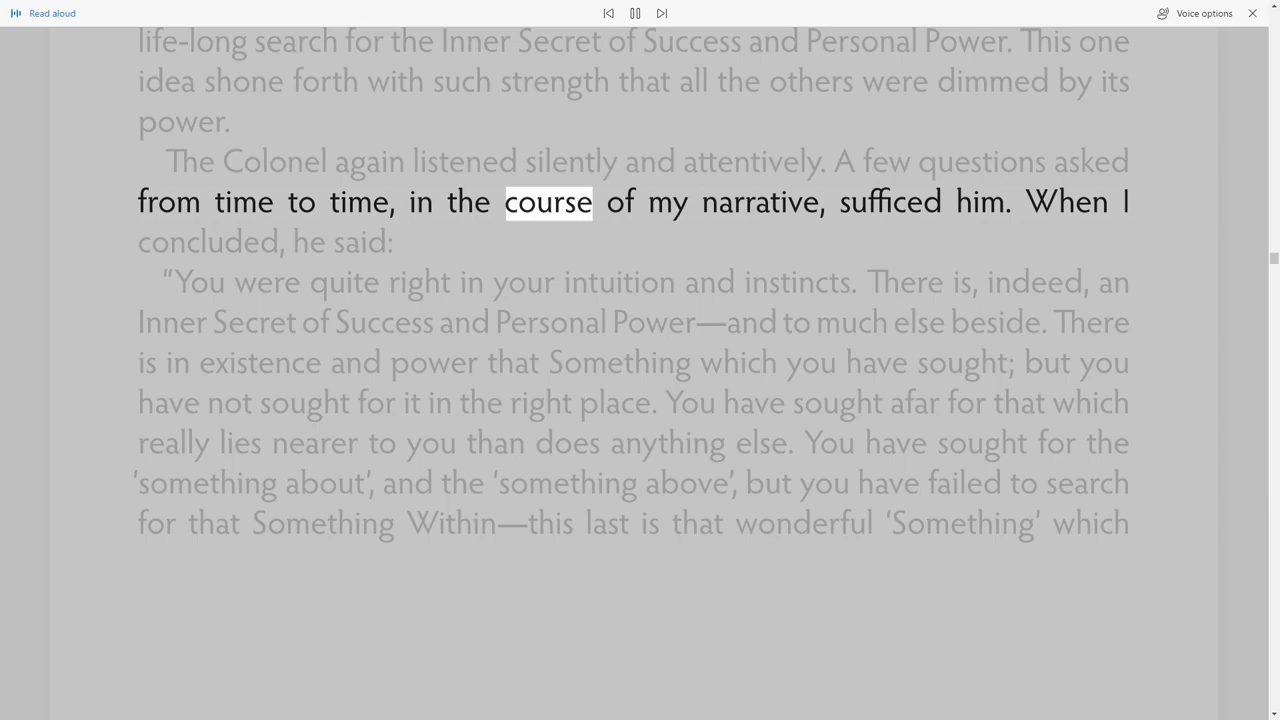 Read aloud
Voice options
life-long search for the Inner Secret of Success and Personal Power. This one
idea shone forth with such strength that all the others were dimmed by its
power.
The Colonel again listened silently and attentively. A few questions asked
from time to time, in the course of my narrative, sufficed him. When I
concluded, he said:
“You were quite right in your intuition and instincts. There is, indeed, an
Inner Secret of Success and Personal Power—and to much else beside. There
is in existence and power that Something which you have sought; but you
have not sought for it in the right place. You have sought afar for that which
really lies nearer to you than does anything else. You have sought for the
‘something about’, and the ‘something above’, but you have failed to search
for that Something Within—this last is that wonderful ‘Something’ which